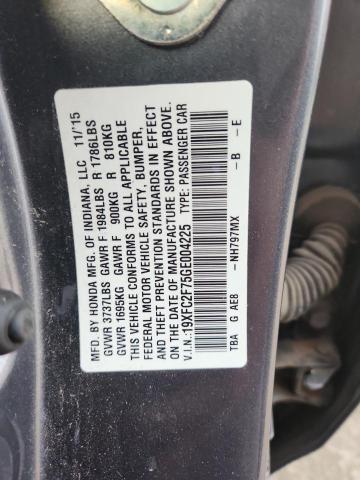 MFD. BY HONDA MFG. OF INDIANA, LLC 11/'15
GVWR 3737LBS GAWR F 1984LBS R 1786LBS
GVWR 1695KG GAWR F 900KG R 810KG
THIS VEHICLE CONFORMS TO ALL APPLICABLE
FEDERAL MOTOR VEHICLE SAFETY, BUMPER,
AND THEFT PREVENTION STANDARDS IN EFFECT
ON THE DATE OF MANUFACTURE SHOWN ABOVE.
V.I.N.:19XFC2F75GE004225 TYPE: PASSENGER CAR
TBA G AE8 -NH797MX -B -E